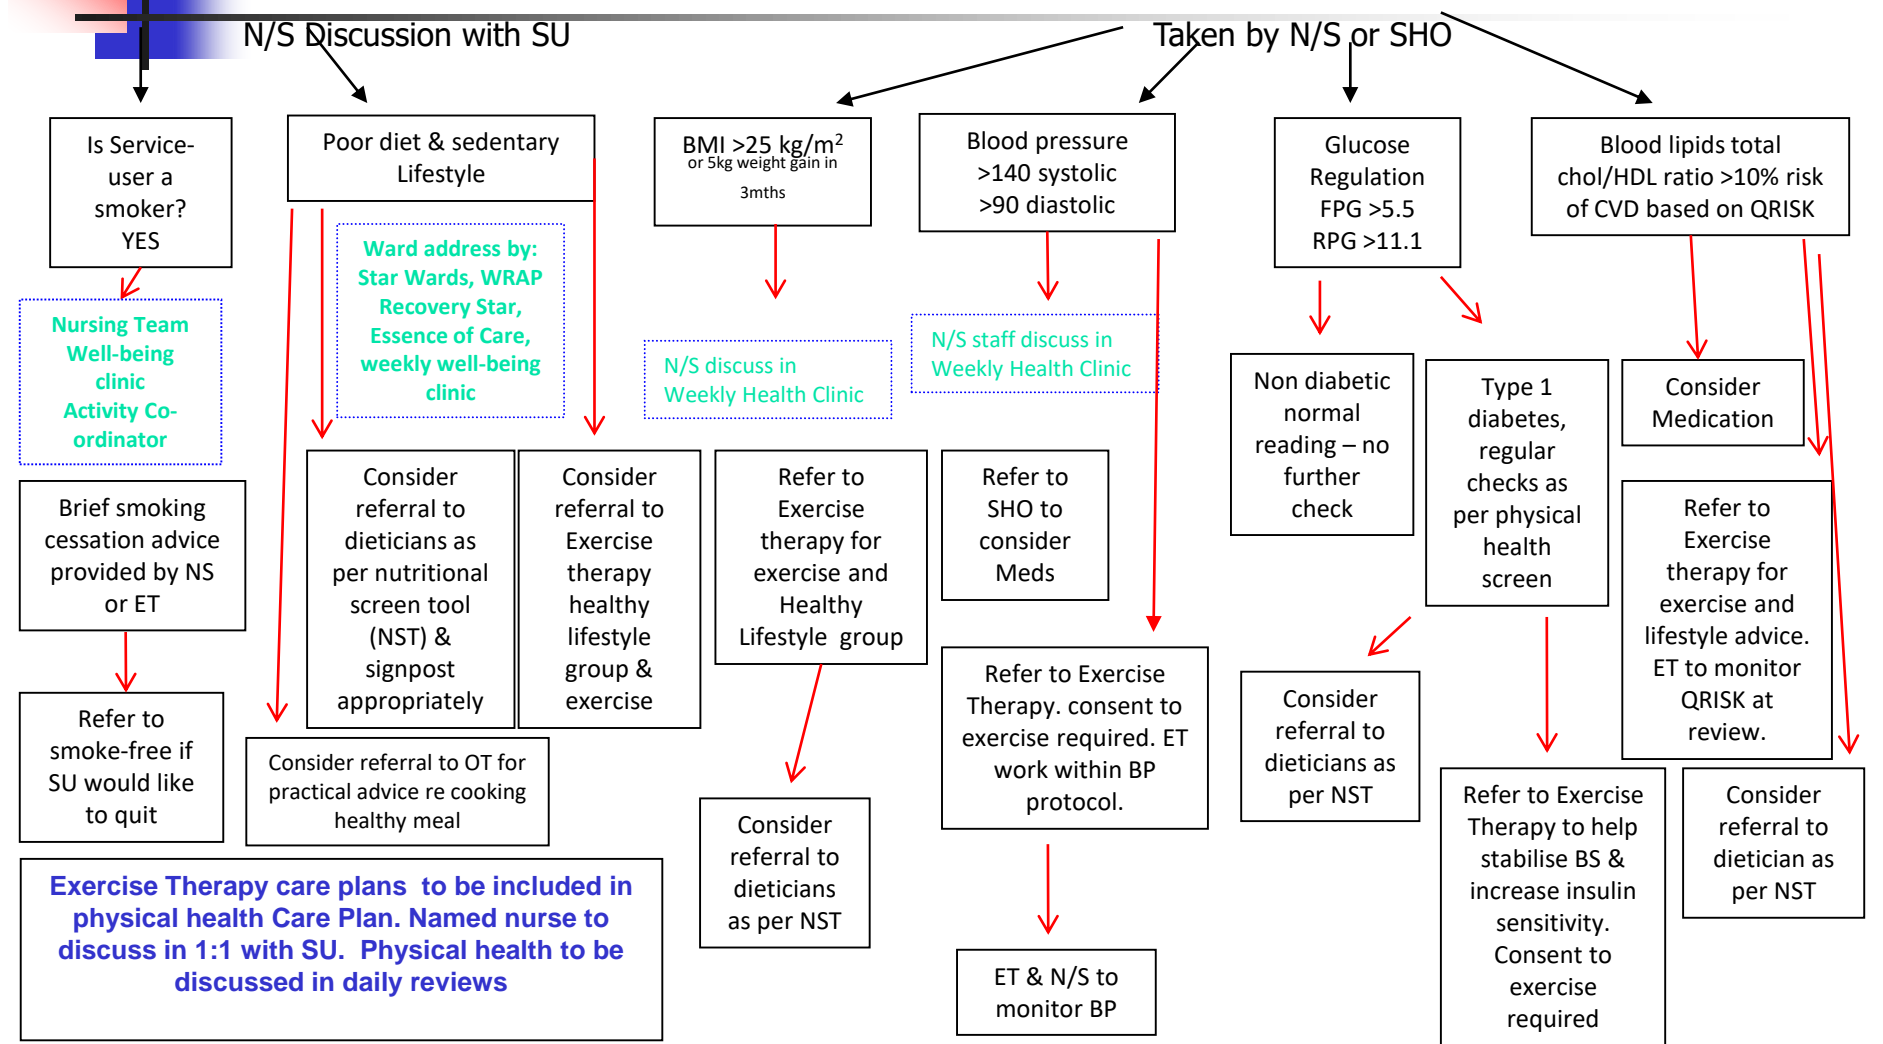 N/S Discussion with SU
Taken by N/S or SHO
Is Service-
user a
smoker?
YES
Poor diet & sedentary
Lifestyle
BMI >25 kg/m²
or 5kg weight gain in
3mths
Blood pressure
>140 systolic
>90 diastolic
Glucose
Regulation
FPG >5.5
RPG >11.1
Blood lipids total
chol/HDL ratio >10% risk
of CVD based on QRISK
Nursing Team
Well-being
clinic
Activity Co-
ordinator
Ward address by:
Star Wards, WRAP
Recovery Star,
Essence of Care,
weekly well-being
clinic
N/S discuss in
Weekly Health Clinic
N/S staff discuss in
Weekly Health Clinic
Non diabetic
normal
reading – no
further
check
Type 1
diabetes,
regular
checks as
per physical
health
screen
Consider
Medication
Brief smoking
cessation advice
provided by NS
or ET
Consider
referral to
dieticians as
per nutritional
screen tool
(NST) &
signpost
appropriately
Consider
referral to
Exercise
therapy
healthy
lifestyle
group &
exercise
Refer to
Exercise
therapy for
exercise and
Healthy
Lifestyle group
Refer to
SHO to
consider
Meds
Refer to
Exercise
therapy for
exercise and
lifestyle advice.
ET to monitor
QRISK at
review.
Refer to
smoke-free if
SU would like
to quit
Consider referral to OT for
practical advice re cooking
healthy meal
Consider
referral to
dieticians
as per NST
Refer to Exercise
Therapy. consent to
exercise required. ET
work within BP
protocol.
Consider
referral to
dieticians as
per NST
Refer to Exercise
Therapy to help
stabilise BS &
increase insulin
sensitivity.
Consent to
exercise
required
Consider
referral to
dietician as
per NST
Exercise Therapy care plans to be included in
physical health Care Plan. Named nurse to
discuss in 1:1 with SU. Physical health to be
discussed in daily reviews
ET & N/S to
monitor BP